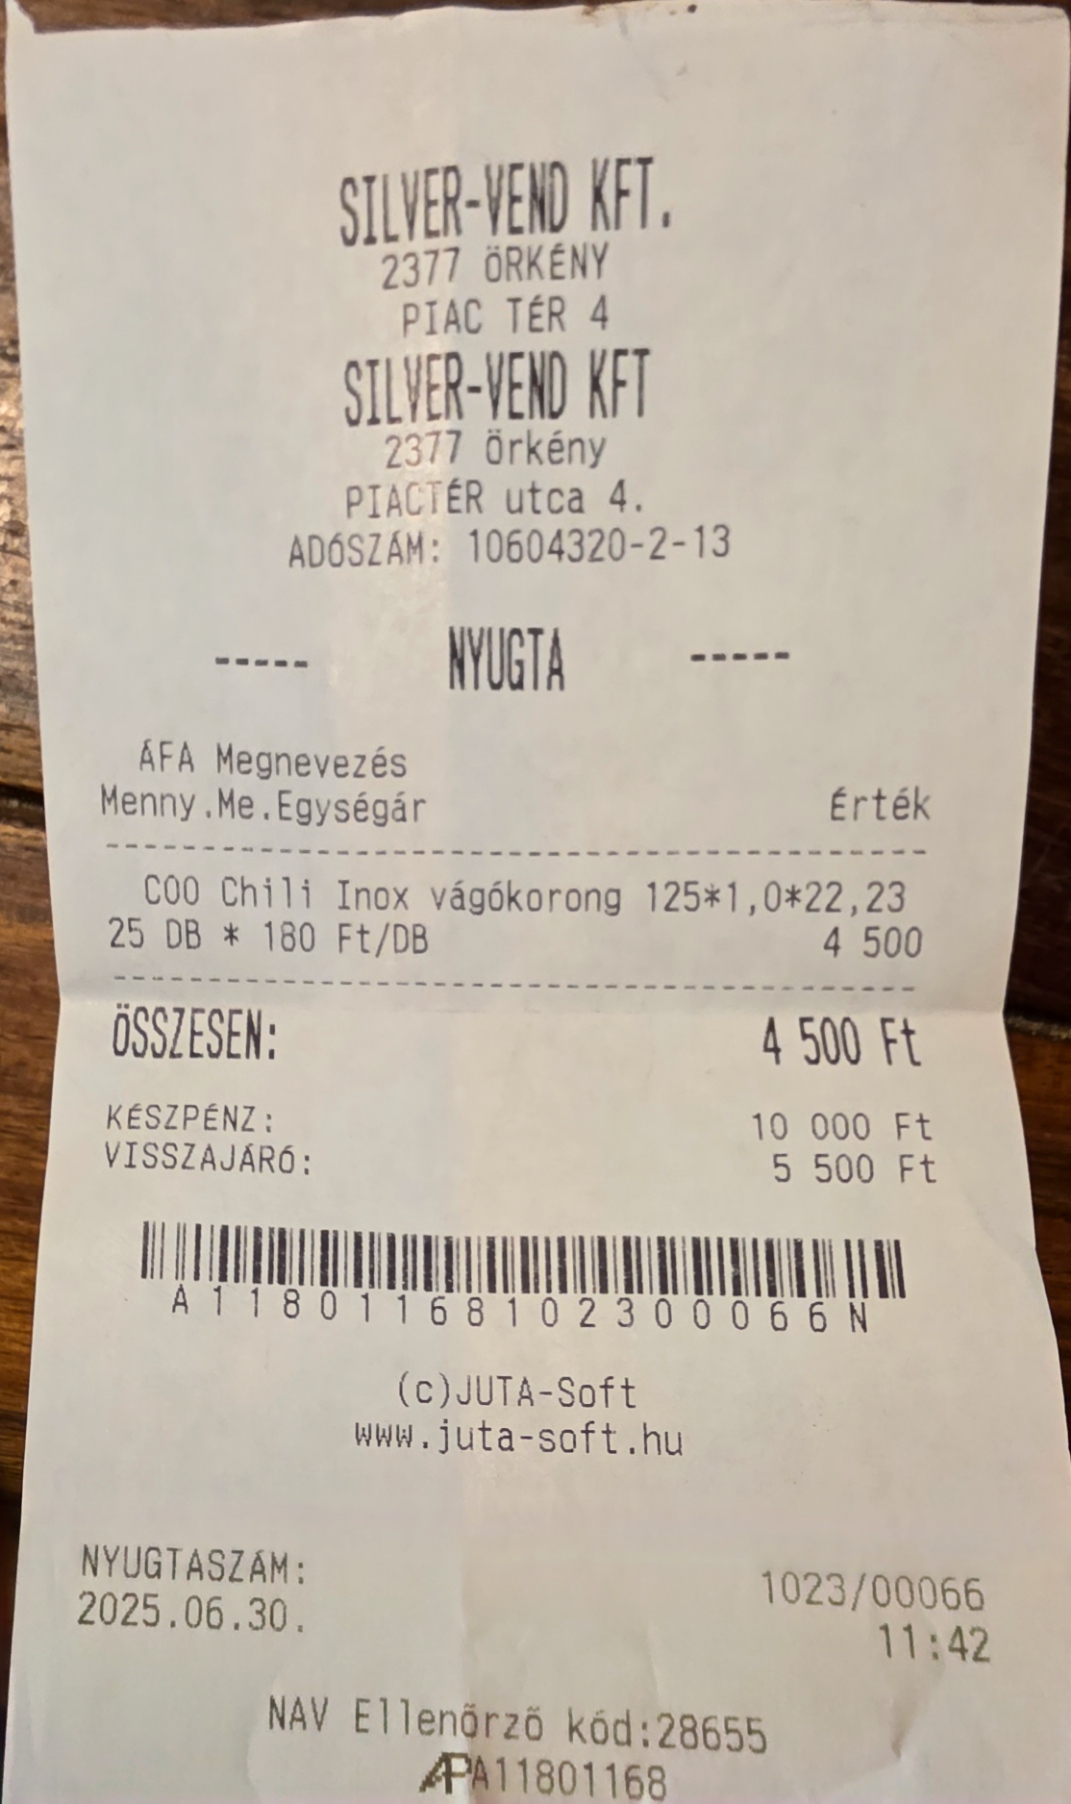 SILVER-VEND KFT.
2377 ÖRKÉNY
PIAC TÉR 4
SILVER-VEND KFT
2377 Örkény
PIACTÉR utca 4.
ADÓSZÁM: 10604320-2-13
----- NYUGTA -----
ÁFA Megnevezés
Menny.Me.Egységár Érték
C00 Chili Inox vágókorong 125*1,0*22,23
25 DB * 180 Ft/DB 4 500
ÖSSZESEN: 4 500 Ft
KÉSZPÉNZ: 10 000 Ft
VISSZAJÁRÓ: 5 500 Ft
A11801168102300066N
(c)JUTA-Soft
www.juta-soft.hu
NYUGTASZÁM: 1023/00066
2025.06.30. 11:42
NAV Ellenőrző kód:28655
AP A11801168